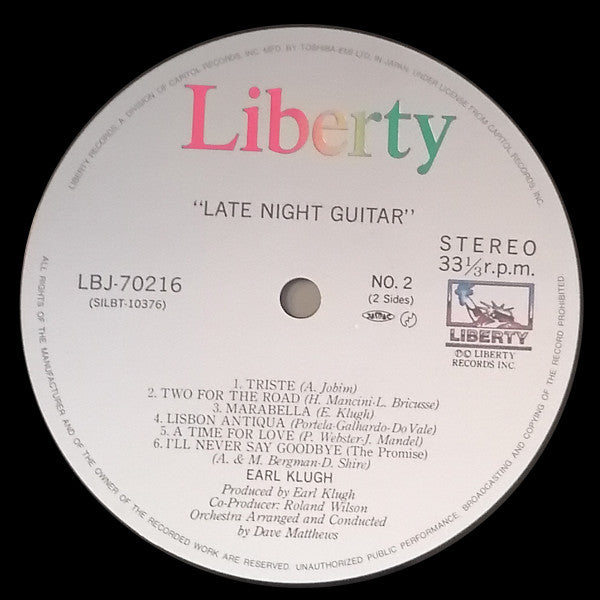 LIBERTY RECORDS, A DIVISION OF CAPITOL RECORDS, INC. MFD. BY TOSHIBA-EMI LTD. IN JAPAN, UNDER LICENSE FROM CAPITOL RECORDS, INC.
Liberty
"LATE NIGHT GUITAR"
STEREO
33⅓r.p.m.
LBJ-70216
(SILBT-10376)
NO. 2
(2 Sides)
LIBERTY
℗© LIBERTY
RECORDS INC.
1. TRISTE (A. Jobim)
2. TWO FOR THE ROAD (H. Mancini-L. Bricusse)
3. MARABELLA (E. Klugh)
4. LISBON ANTIQUA (Portela-Galhardo-Do Vale)
5. A TIME FOR LOVE (P. Webster-J. Mandel)
6. I'LL NEVER SAY GOODBYE (The Promise)
(A. & M. Bergman-D. Shire)
EARL KLUGH
Produced by Earl Klugh
Co-Producer: Roland Wilson
Orchestra Arranged and Conducted
by Dave Matthews
ALL RIGHTS OF THE MANUFACTURER AND OF THE OWNER OF THE RECORDED WORK ARE RESERVED. UNAUTHORIZED PUBLIC PERFORMANCE, BROADCASTING AND COPYING OF THE RECORD PROHIBITED.